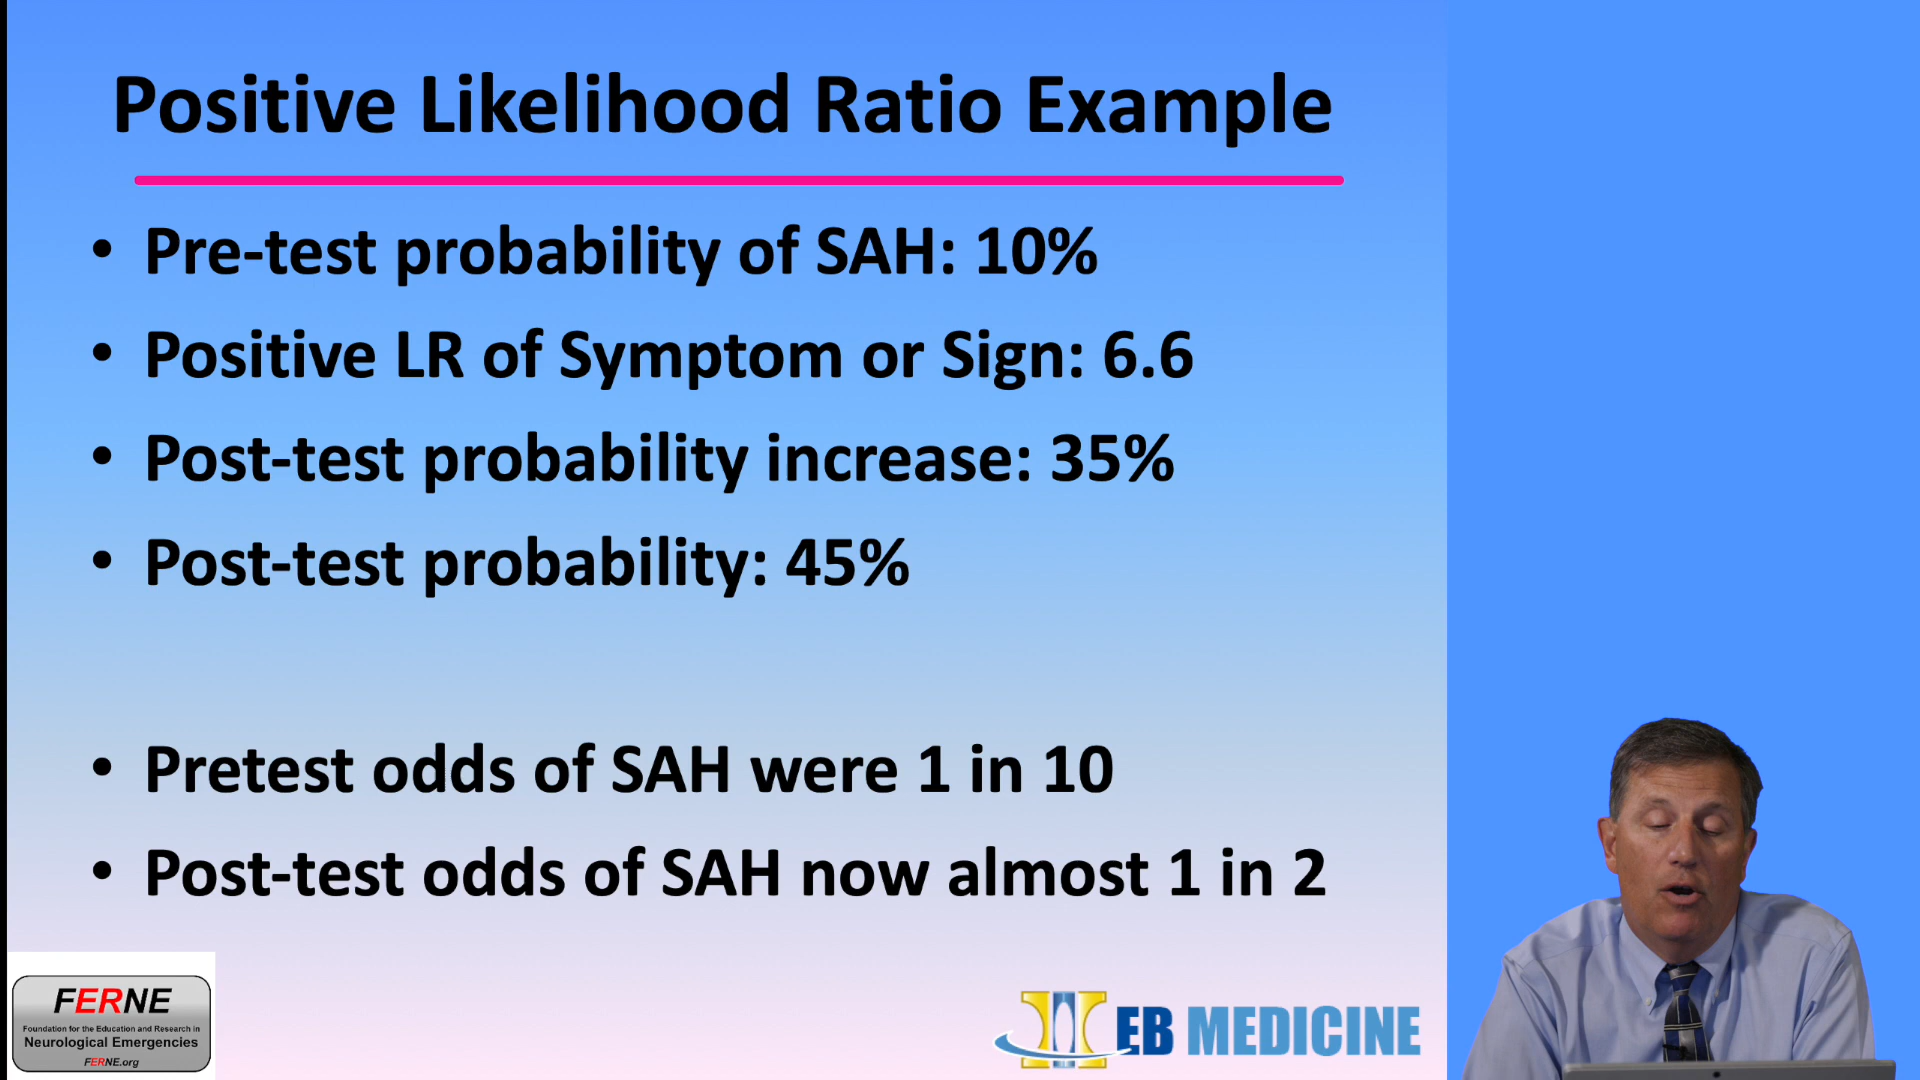 Positive Likelihood Ratio Example
• Pre-test probability of SAH: 10%
• Positive LR of Symptom or Sign: 6.6
• Post-test probability increase: 35%
• Post-test probability: 45%
• Pretest odds of SAH were 1 in 10
• Post-test odds of SAH now almost 1 in 2
FERNE
Foundation for the Education and Research in
Neurological Emergencies
FERNE.org
EB MEDICINE